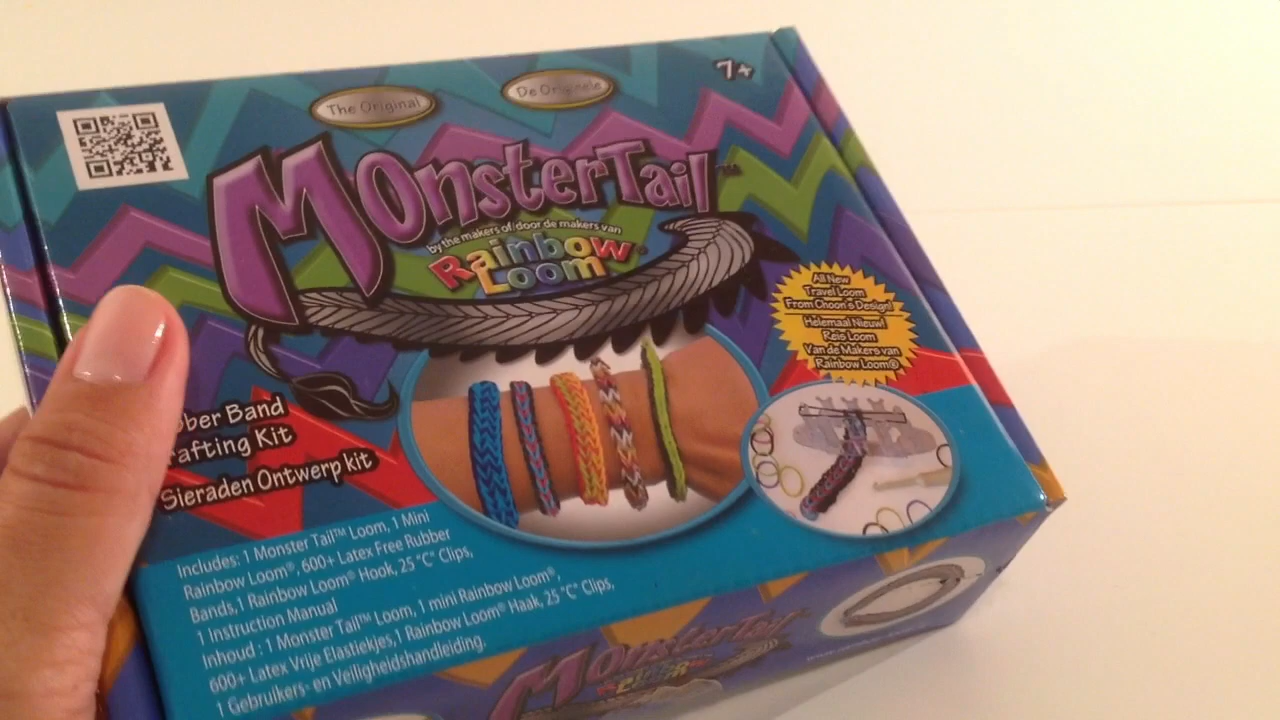 The Original
De Originele
7+
MonsterTail™
by the makers of/door de makers van
Rainbow
Loom®
All New
Travel Loom
From Choon's Design!
Helemaal Nieuw!
Reis Loom
Van de Makers van
Rainbow Loom®
ber Band
afting Kit
Sieraden Ontwerp kit
Includes: 1 Monster Tail™ Loom, 1 Mini
Rainbow Loom®, 600+ Latex Free Rubber
Bands,1 Rainbow Loom® Hook, 25 "C" Clips,
1 Instruction Manual
Inhoud : 1 Monster Tail™ Loom, 1 mini Rainbow Loom®,
600+ Latex Vrije Elastiekjes,1 Rainbow Loom® Haak, 25 "C" Clips,
1 Gebruikers- en Veiligheidshandleiding.
MonsterTail